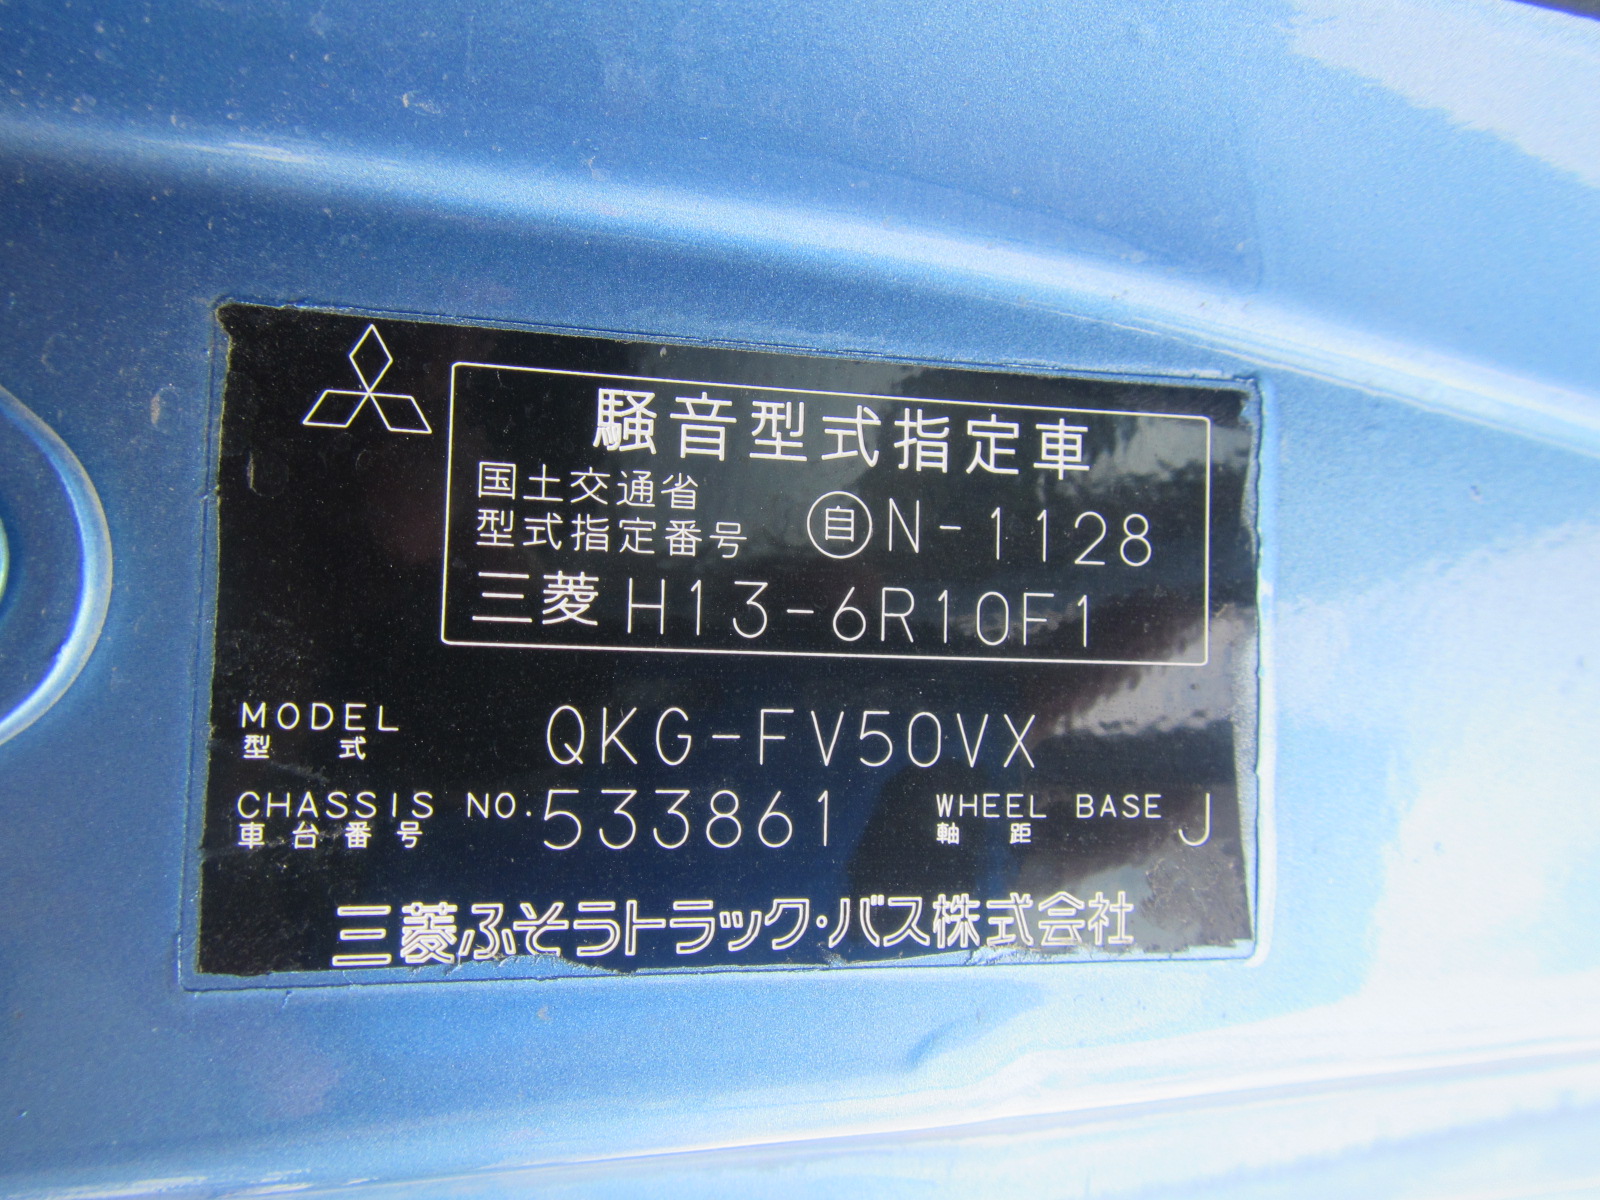 騒音型式指定車
国土交通省
型式指定番号 自 N-1128
三菱 H13-6R10F1
MODEL QKG-FV50VX
型式
CHASSIS NO. 533861 WHEEL BASE J
車台番号 軸距
三菱ふそうトラック・バス株式会社